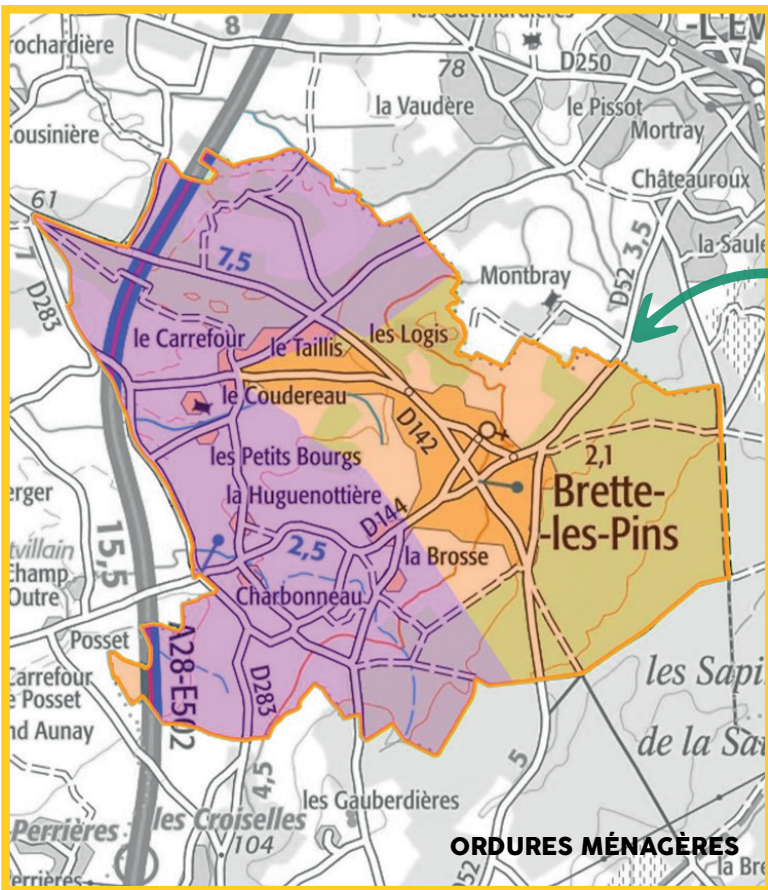 8
rochardière
78
D250
la Vaudère
le Pissot
Mortray
ousinière
Châteauroux
61
3,5
la Saule
7,5
Montbray
D52
D283
le Carrefour
le Taillis
les Logis
le Coudereau
D142
2,1
les Petits Bourgs
Brette-
-les-Pins
erger
la Huguenottière
D144
15,5
tvillain
2,5
la Brosse
Champ
Outre
Charbonneau
Posset
A28-E502
D283
Carrefour
e Posset
nd Aunay
les Sapi
de la Sa
5
4,5
les Gauberdières
Perrières
les Croiselles
104
ORDURES MÉNAGÈRES
D52
la Bre
errières